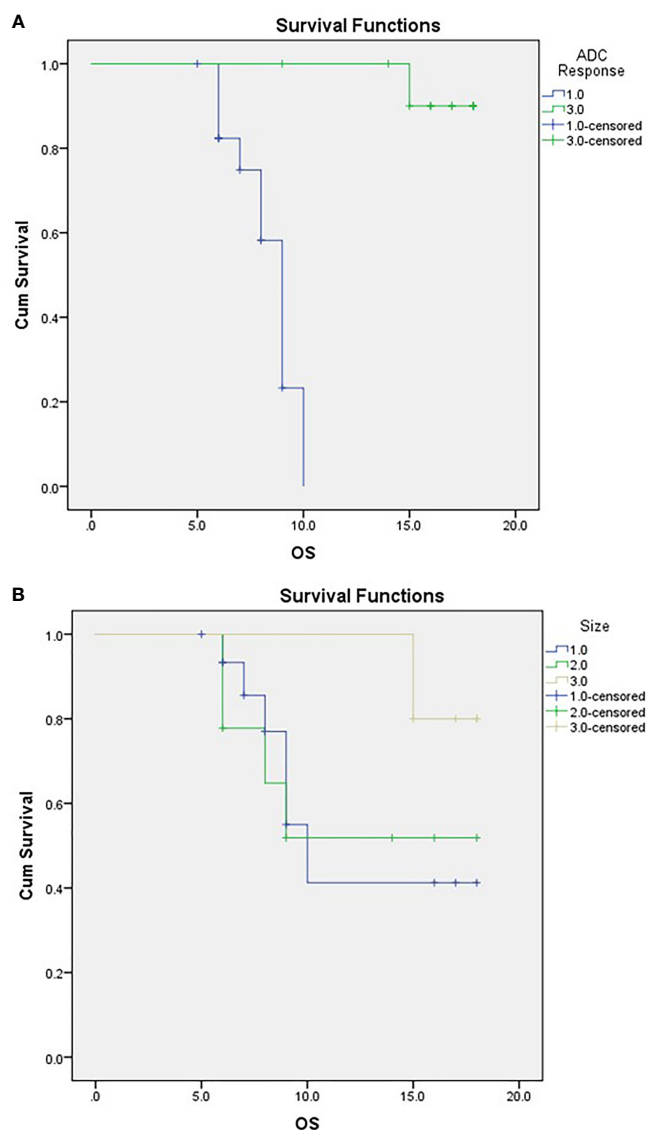 A
Survival Functions
ADC
Response
1.0
3.0
1.0-censored
3.0-censored
1.0
0.8
0.6
0.4
0.2
0.0
Cum Survival
.0
5.0
10.0
15.0
20.0
OS
B
Survival Functions
Size
1.0
2.0
3.0
1.0-censored
2.0-censored
3.0-censored
1.0
0.8
0.6
0.4
0.2
0.0
Cum Survival
.0
5.0
10.0
15.0
20.0
OS